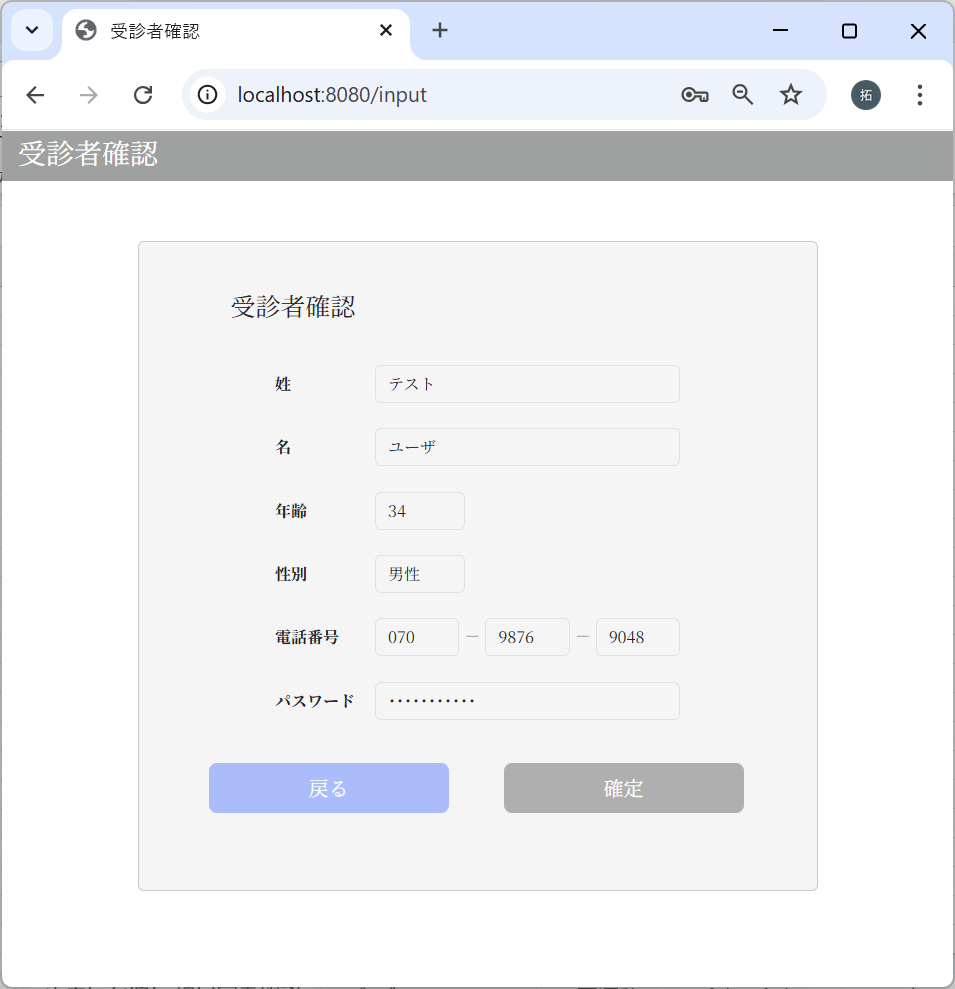 受診者確認
localhost:8080/input
拓
受診者確認
受診者確認
姓 テスト
名 ユーザ
年齢 34
性別 男性
電話番号 070 － 9876 － 9048
パスワード ・・・・・・・・・・・
戻る 確定